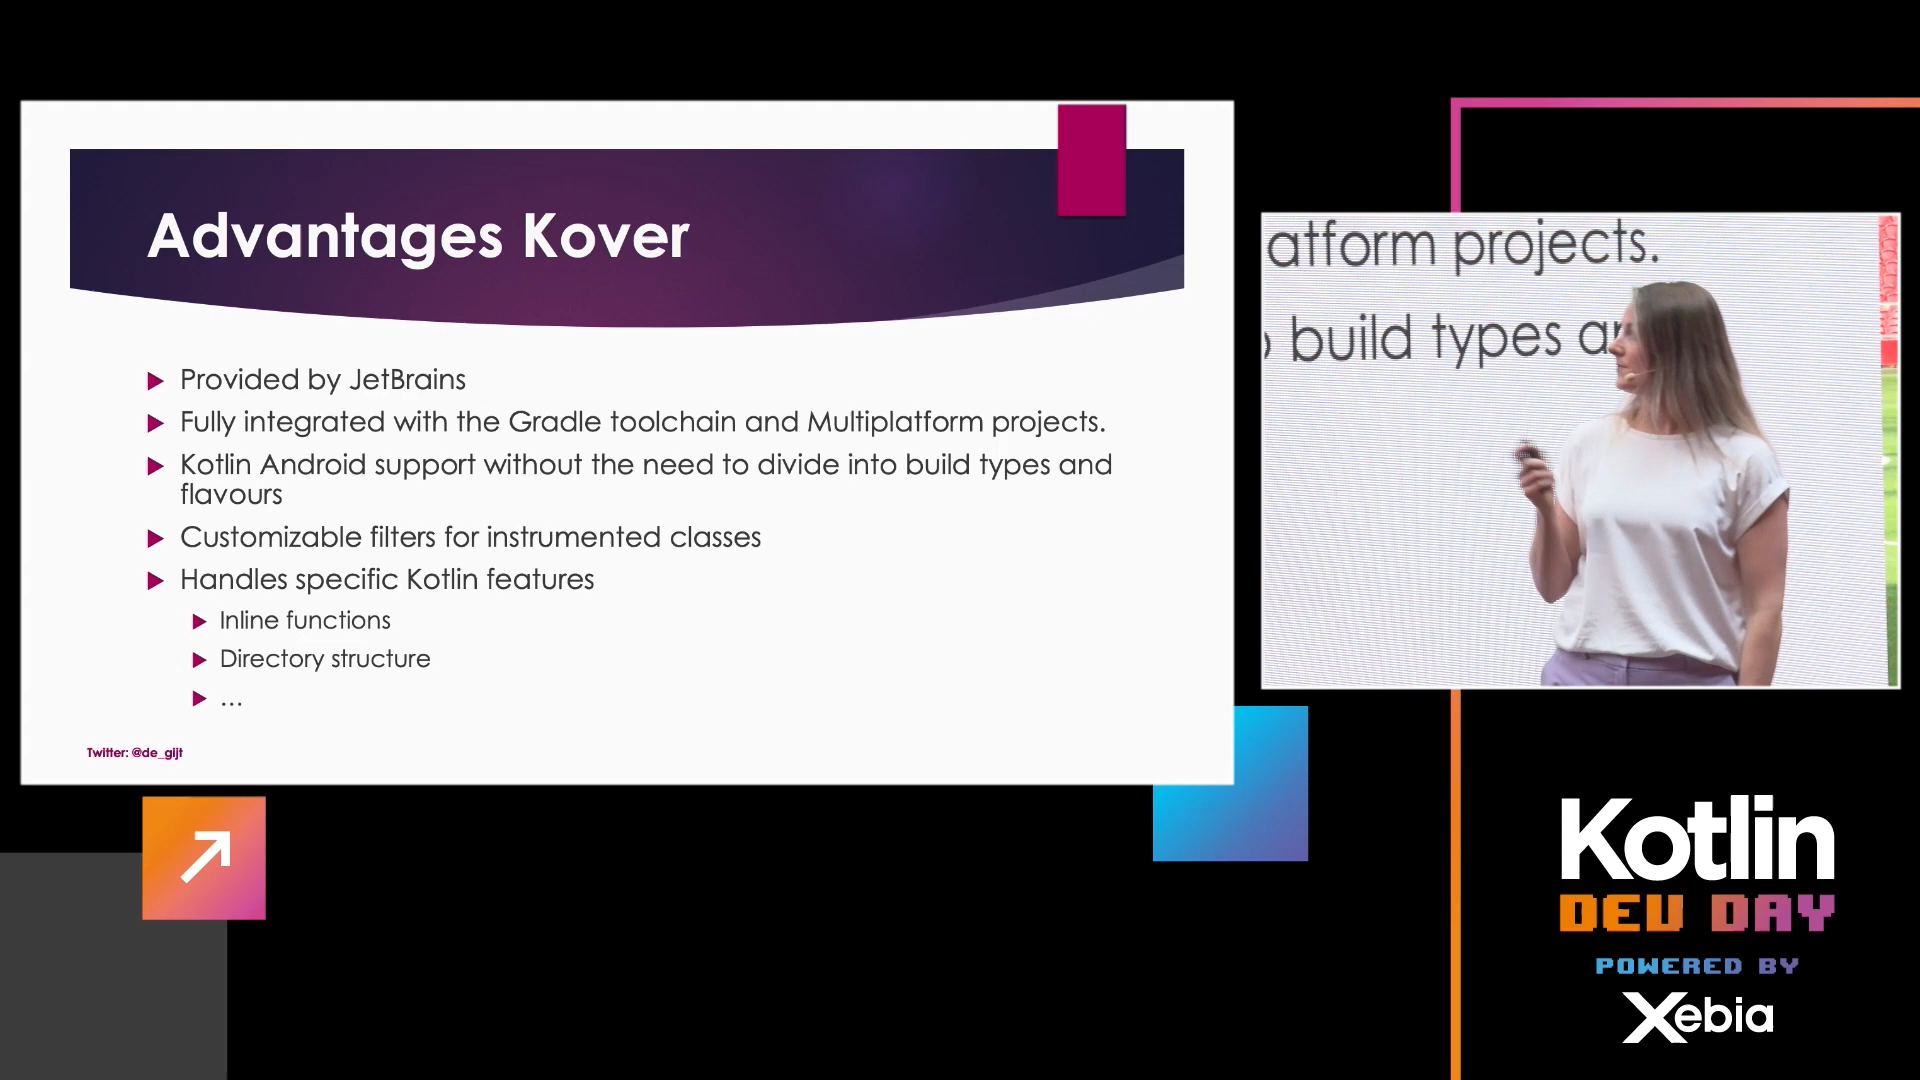 Advantages Kover
Provided by JetBrains
Fully integrated with the Gradle toolchain and Multiplatform projects.
Kotlin Android support without the need to divide into build types and
flavours
Customizable filters for instrumented classes
Handles specific Kotlin features
Inline functions
Directory structure
...
Twitter: @de_gijt
atform projects.
o build types ar
Kotlin
DEV DAY
POWERED BY
Xebia